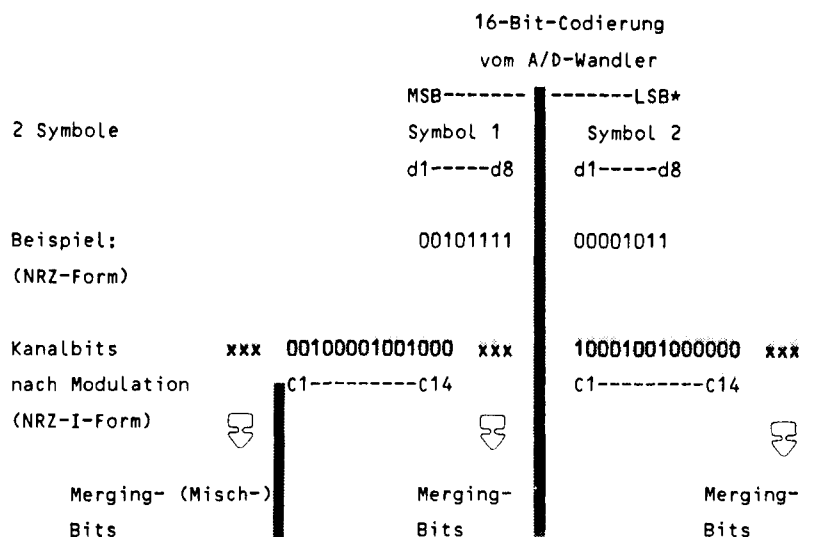 16-Bit-Codierung
vom A/D-Wandler
MSB------- -------LSB*
2 Symbole Symbol 1 Symbol 2
d1-----d8 d1-----d8
Beispiel: 00101111 00001011
(NRZ-Form)
Kanalbits xxx 00100001001000 xxx 10001001000000 xxx
nach Modulation C1---------C14 C1---------C14
(NRZ-I-Form)
Merging- (Misch-) Merging- Merging-
Bits Bits Bits